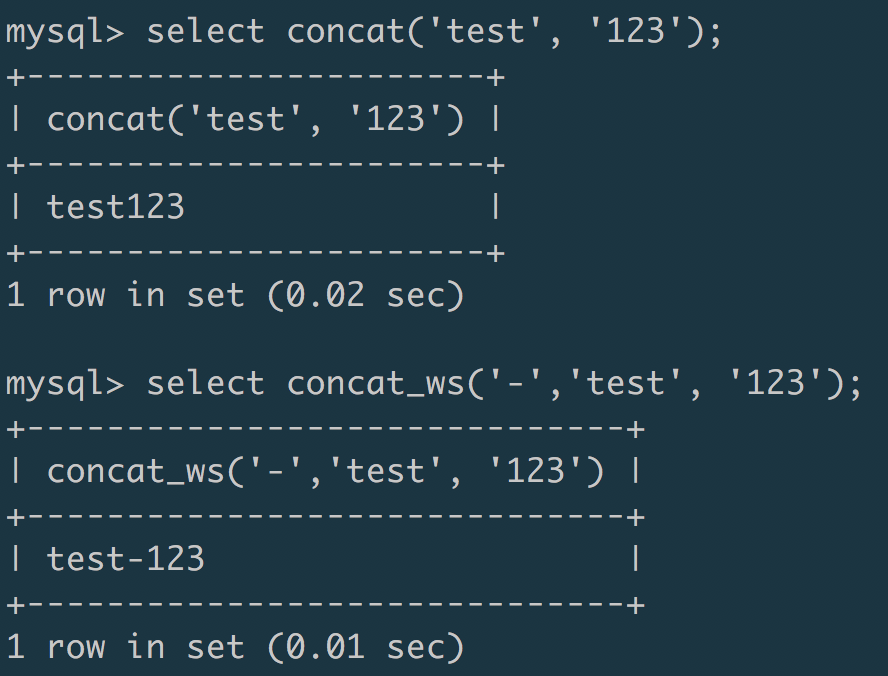 mysql> select concat('test', '123');
+-----------------------+
| concat('test', '123') |
+-----------------------+
| test123               |
+-----------------------+
1 row in set (0.02 sec)

mysql> select concat_ws('-','test', '123');
+------------------------------+
| concat_ws('-','test', '123') |
+------------------------------+
| test-123                     |
+------------------------------+
1 row in set (0.01 sec)